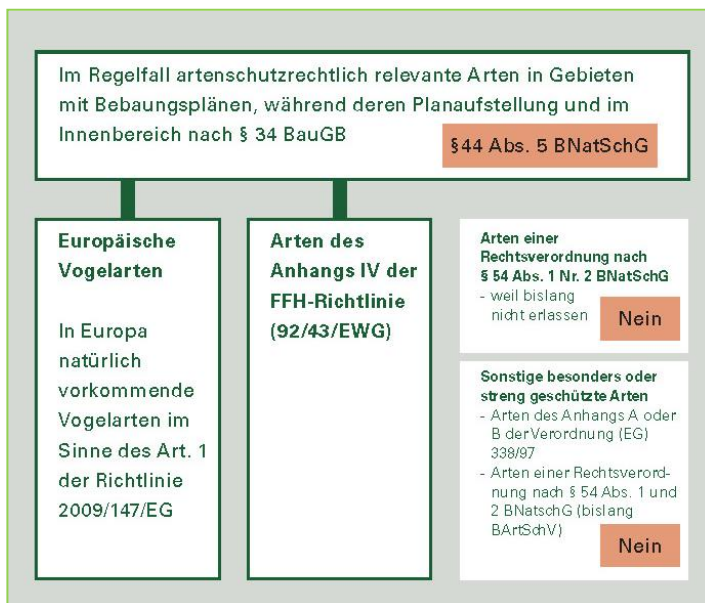 Im Regelfall artenschutzrechtlich relevante Arten in Gebieten
mit Bebaungsplänen, während deren Planaufstellung und im
Innenbereich nach § 34 BauGB
§44 Abs. 5 BNatSchG
Europäische
Vogelarten
In Europa
natürlich
vorkommende
Vogelarten im
Sinne des Art. 1
der Richtlinie
2009/147/EG
Arten des
Anhangs IV der
FFH-Richtlinie
(92/43/EWG)
Arten einer
Rechtsverordnung nach
§ 54 Abs. 1 Nr. 2 BNatSchG
- weil bislang
nicht erlassen
Nein
Sonstige besonders oder
streng geschützte Arten
- Arten des Anhangs A oder
B der Verordnung (EG)
338/97
- Arten einer Rechtsverord-
nung nach § 54 Abs. 1 und
2 BNatschG (bislang
BArtSchV)
Nein